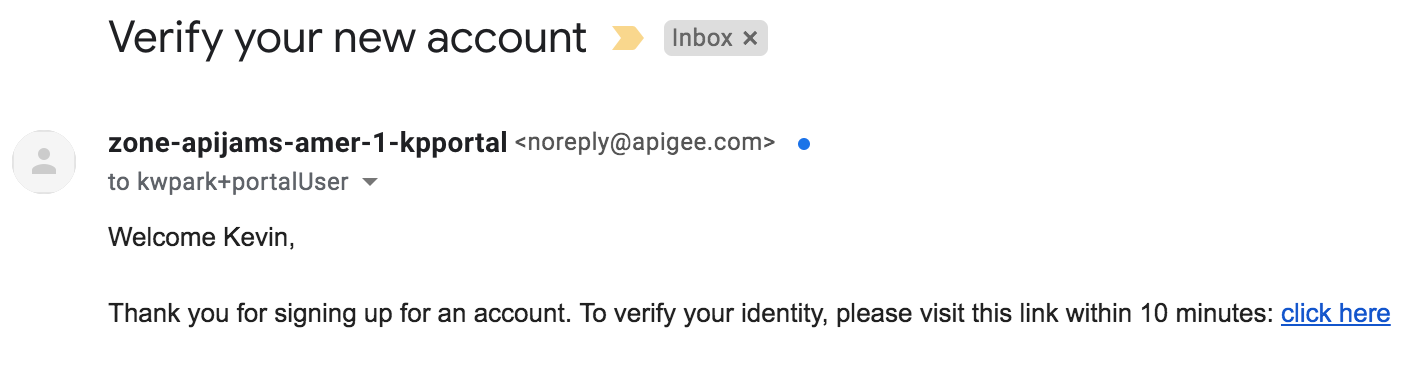 Verify your new account Inbox ×
zone-apijams-amer-1-kpportal <noreply@apigee.com>
to kwpark+portalUser
Welcome Kevin,
Thank you for signing up for an account. To verify your identity, please visit this link within 10 minutes: click here